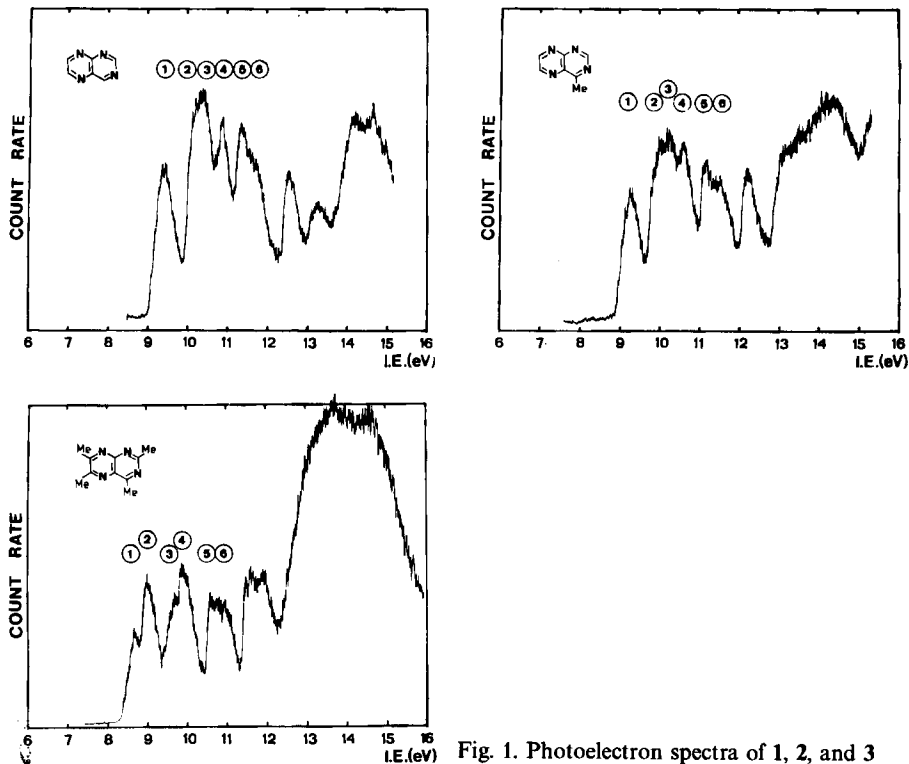 N N
N N
① ② ③ ④ ⑤ ⑥
COUNT RATE
6 7 8 9 10 11 12 13 14 15 16
I.E.(eV)
N N
N N
Me
③
① ② ④ ⑤ ⑥
COUNT RATE
6 7 8 9 10 11 12 13 14 15 16
I.E.(eV)
Me N N Me
Me N N
Me
② ④
① ③ ⑤ ⑥
COUNT RATE
6 7 8 9 10 11 12 13 14 15 16
I.E.(eV)
Fig. 1. Photoelectron spectra of 1, 2, and 3